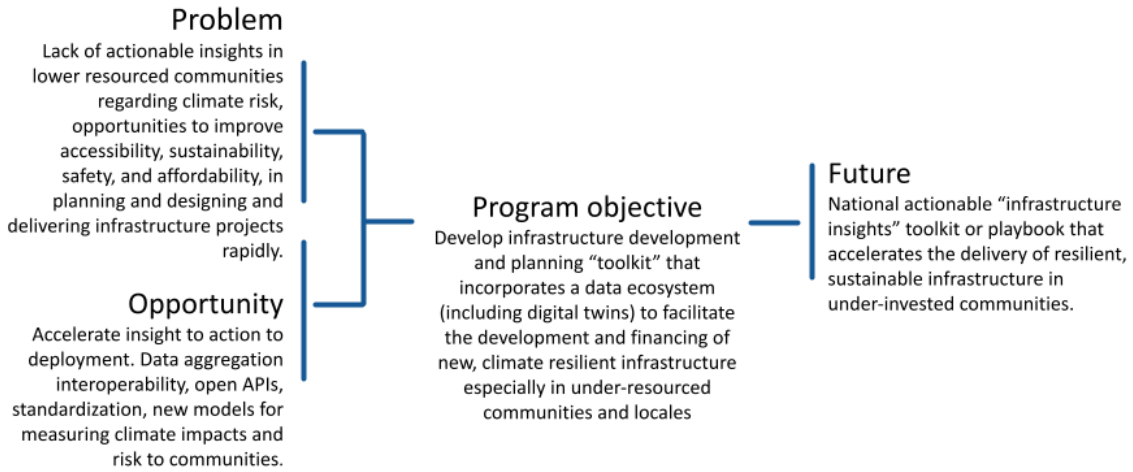 Problem
Lack of actionable insights in
lower resourced communities
regarding climate risk,
opportunities to improve
accessibility, sustainability,
safety, and affordability, in
planning and designing and
delivering infrastructure projects
rapidly.
Opportunity
Accelerate insight to action to
deployment. Data aggregation
interoperability, open APIs,
standardization, new models for
measuring climate impacts and
risk to communities.
Program objective
Develop infrastructure development
and planning “toolkit” that
incorporates a data ecosystem
(including digital twins) to facilitate
the development and financing of
new, climate resilient infrastructure
especially in under-resourced
communities and locales
Future
National actionable “infrastructure
insights” toolkit or playbook that
accelerates the delivery of resilient,
sustainable infrastructure in
under-invested communities.